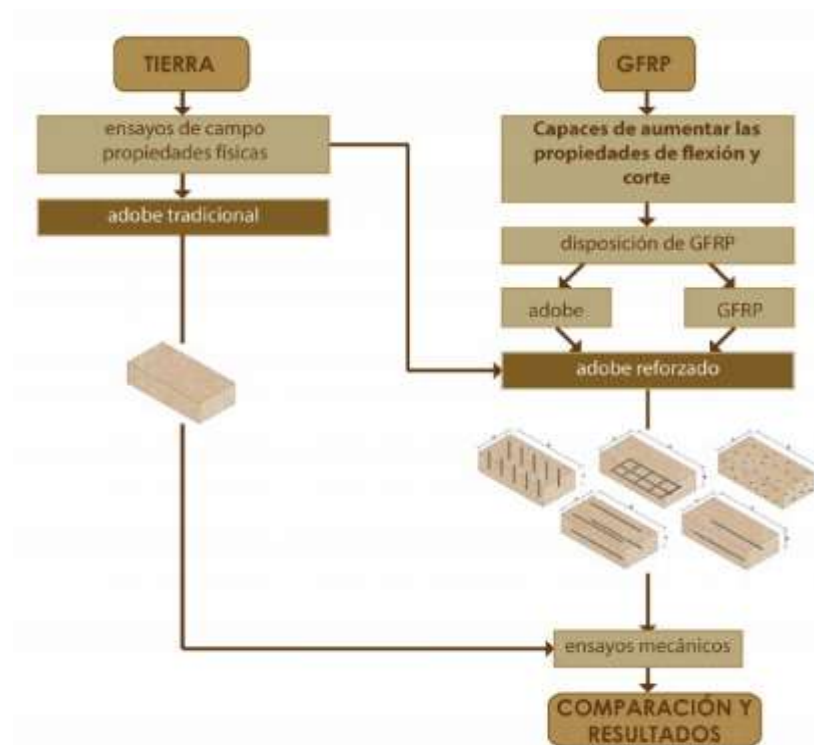 TIERRA
ensayos de campo
propiedades físicas
adobe tradicional
GFRP
Capaces de aumentar las
propiedades de flexión y
corte
disposición de GFRP
adobe
GFRP
adobe reforzado
ensayos mecánicos
COMPARACIÓN Y
RESULTADOS